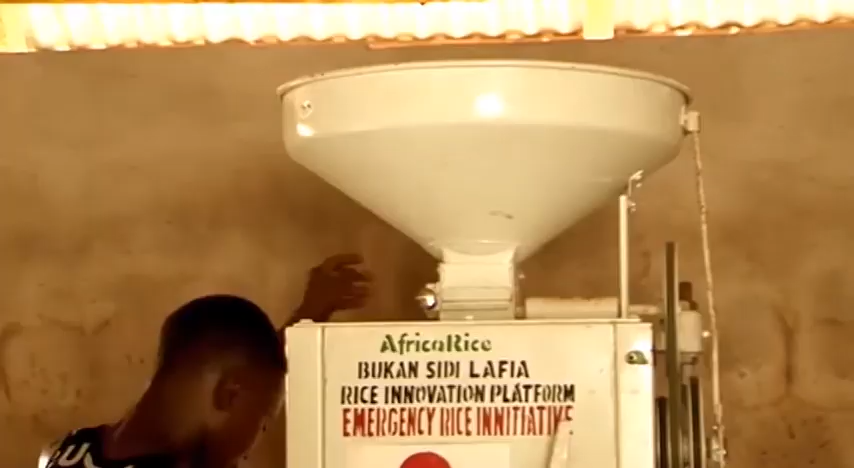 AfricaRice
BUKAN SIDI LAFIA
RICE INNOVATION PLATFORM
EMERGENCY RICE INNITIATIVE